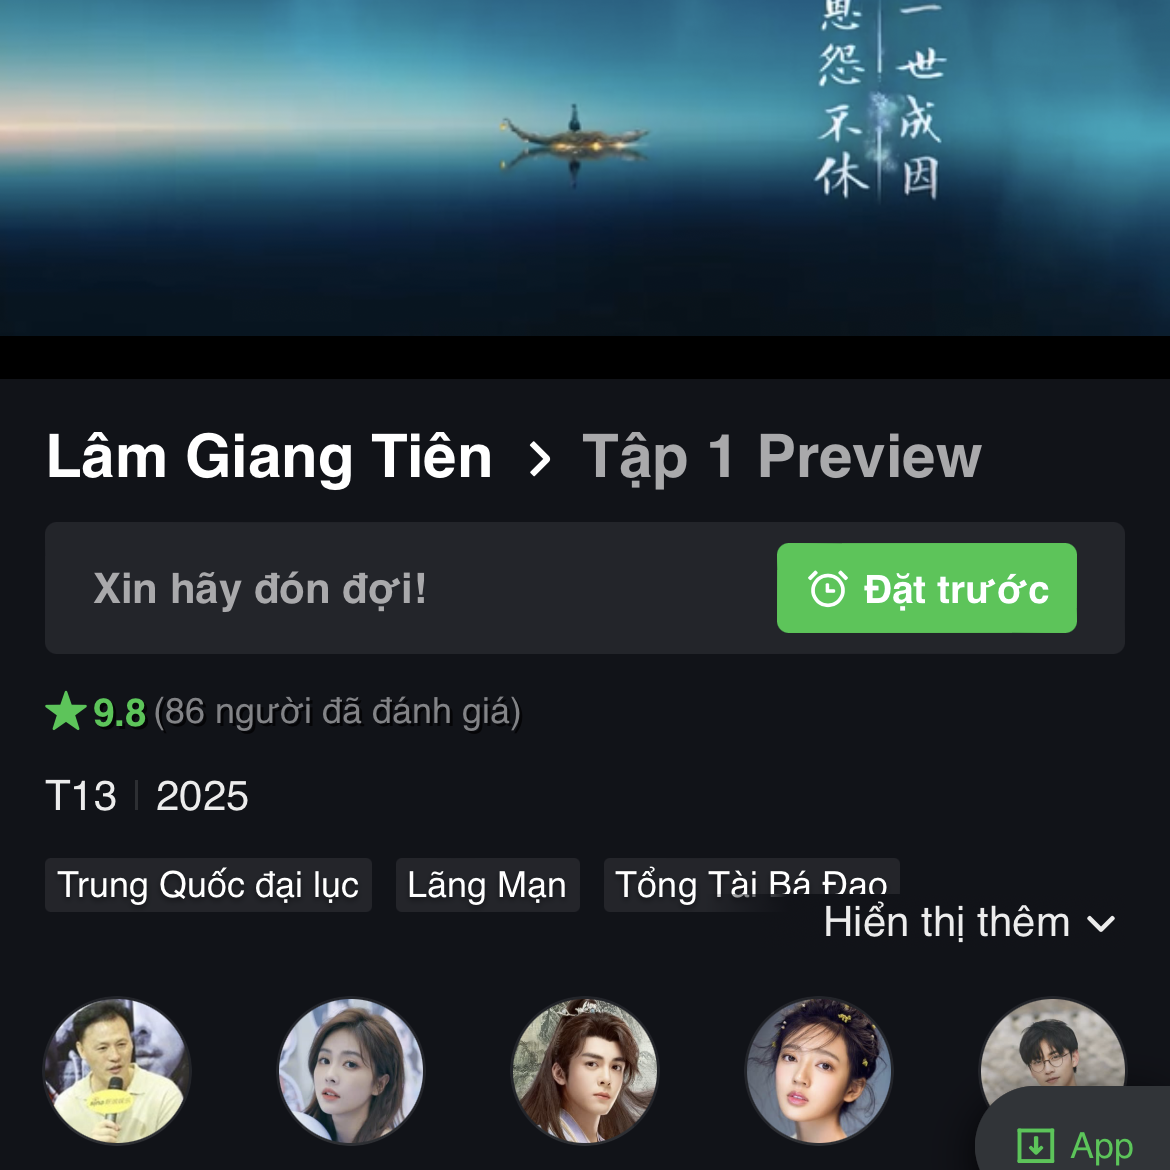 一世成因
恩怨不休
Lâm Giang Tiên > Tập 1 Preview
Xin hãy đón đợi!
Đặt trước
9.8 (86 người đã đánh giá)
T13 | 2025
Trung Quốc đại lục Lãng Mạn Tổng Tài Bá Đạo
Hiển thị thêm
App